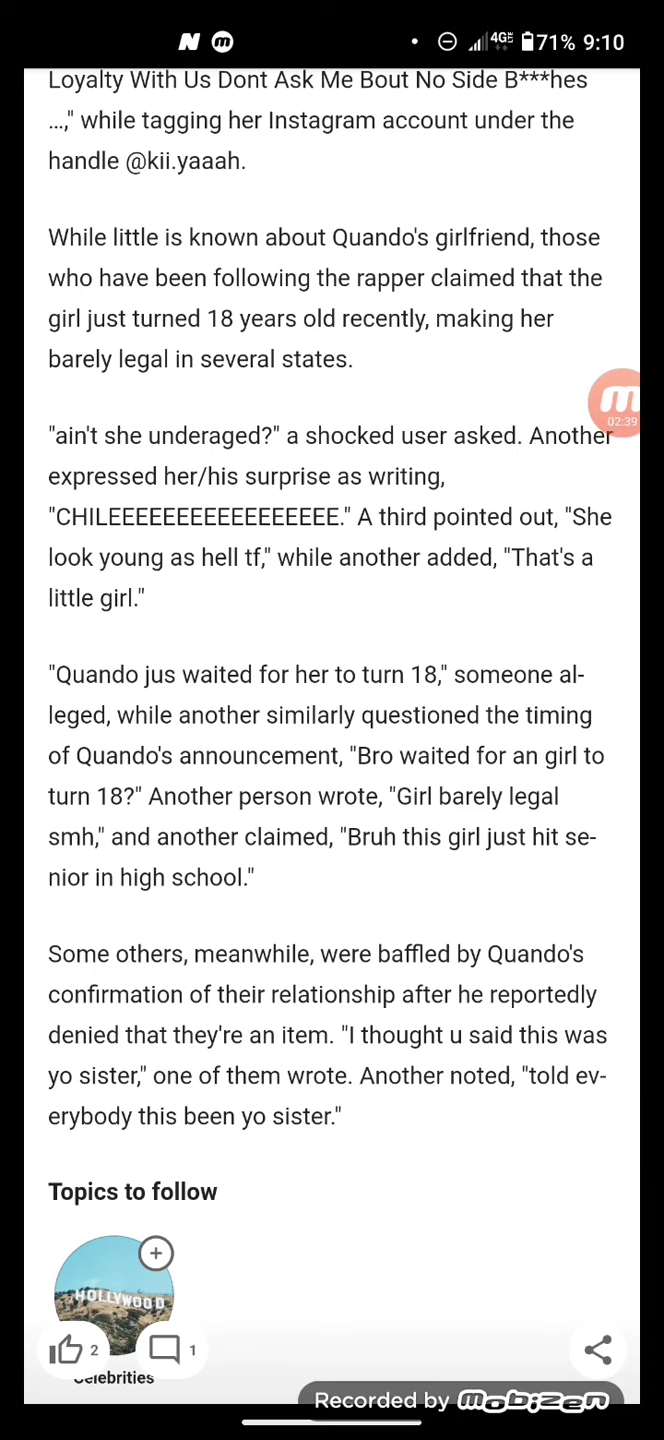 4G 71% 9:10
Loyalty With Us Dont Ask Me Bout No Side B***hes
...," while tagging her Instagram account under the
handle @kii.yaaah.
While little is known about Quando's girlfriend, those
who have been following the rapper claimed that the
girl just turned 18 years old recently, making her
barely legal in several states.
02:39
"ain't she underaged?" a shocked user asked. Another
expressed her/his surprise as writing,
"CHILEEEEEEEEEEEEEEEEE." A third pointed out, "She
look young as hell tf," while another added, "That's a
little girl."
"Quando jus waited for her to turn 18," someone al-
leged, while another similarly questioned the timing
of Quando's announcement, "Bro waited for an girl to
turn 18?" Another person wrote, "Girl barely legal
smh," and another claimed, "Bruh this girl just hit se-
nior in high school."
Some others, meanwhile, were baffled by Quando's
confirmation of their relationship after he reportedly
denied that they're an item. "I thought u said this was
yo sister," one of them wrote. Another noted, "told ev-
erybody this been yo sister."
Topics to follow
HOLLYWOOD
2 1
Celebrities
Recorded by mobizen